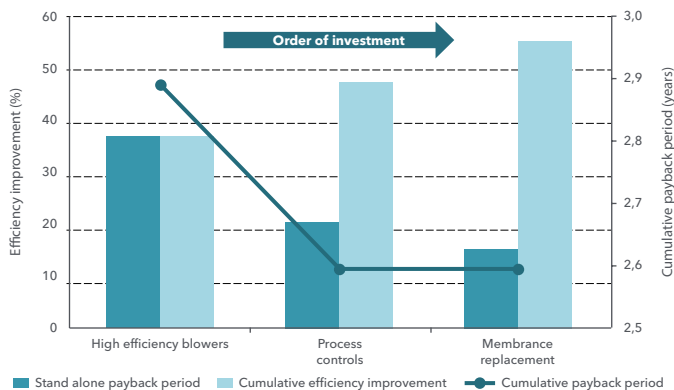 Order of investment
Efficiency improvement (%)
60
50
40
30
20
10
0
Cumulative payback period (years)
3,0
2,9
2,8
2,7
2,6
2,5
High efficiency blowers
Process
controls
Membrance
replacement
Stand alone payback period
Cumulative efficiency improvement
Cumulative payback period